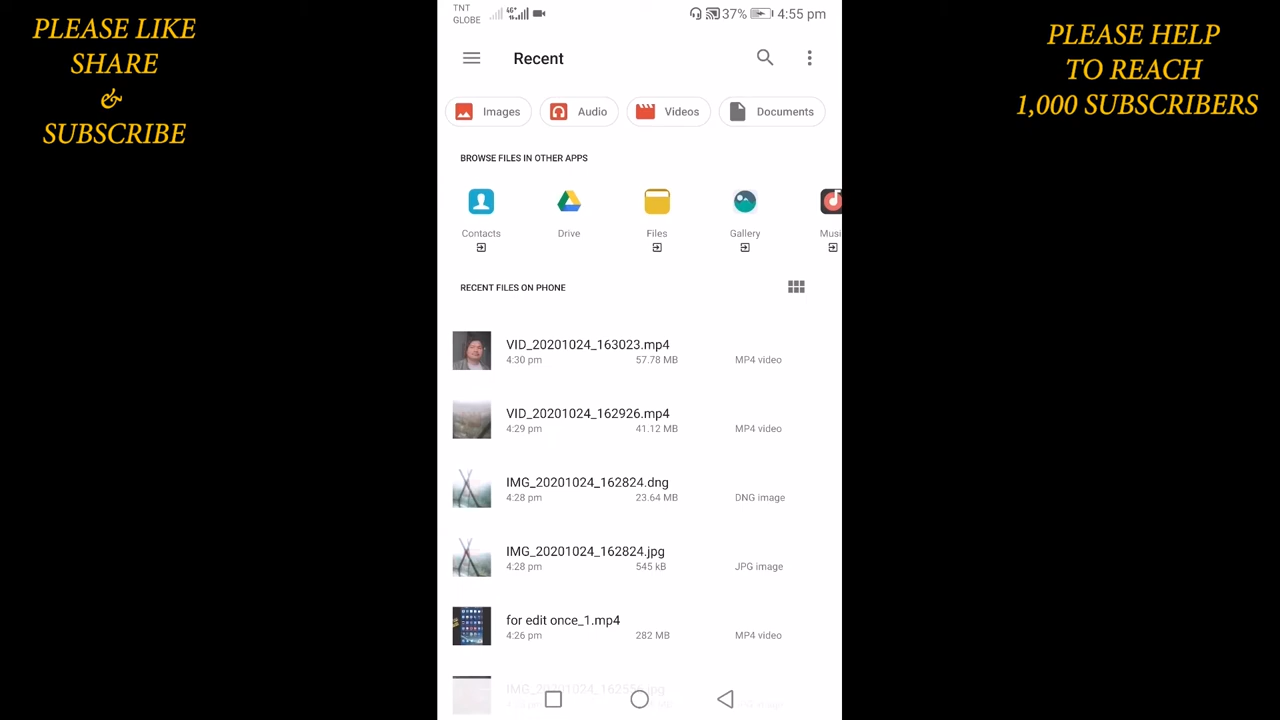 PLEASE LIKE
SHARE
&
SUBSCRIBE
TNT
GLOBE
4G+
37%
4:55 pm
PLEASE HELP
TO REACH
1,000 SUBSCRIBERS
Recent
Images Audio Videos Documents
BROWSE FILES IN OTHER APPS
Contacts Drive Files Gallery Musi
RECENT FILES ON PHONE
VID_20201024_163023.mp4
4:30 pm 57.78 MB MP4 video
VID_20201024_162926.mp4
4:29 pm 41.12 MB MP4 video
IMG_20201024_162824.dng
4:28 pm 23.64 MB DNG image
IMG_20201024_162824.jpg
4:28 pm 545 kB JPG image
for edit once_1.mp4
4:26 pm 282 MB MP4 video